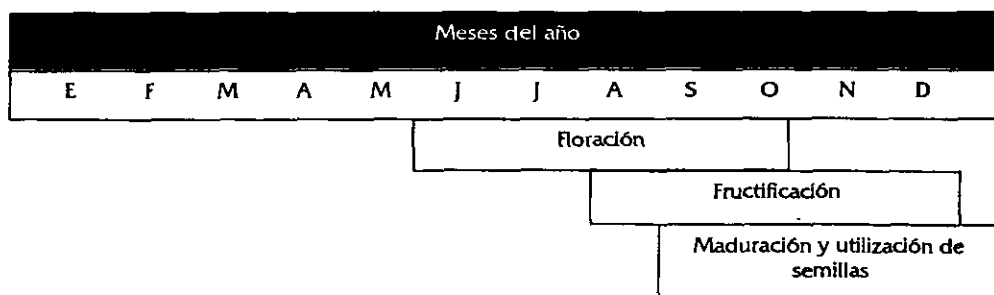 Meses del año
E F M A M J J A S O N D
Floración
Fructificación
Maduración y utilización de
semillas